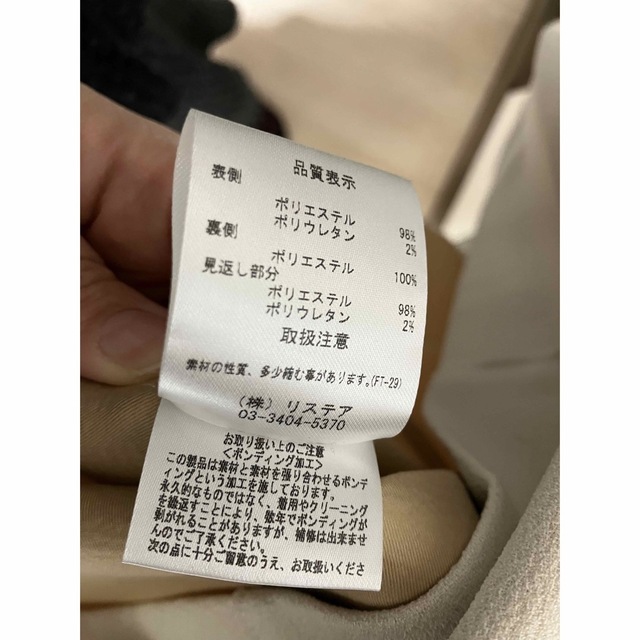 品質表示
表側
ポリエステル 98%
ポリウレタン 2%
裏側
ポリエステル 100%
見返し部分
ポリエステル 98%
ポリウレタン 2%
取扱注意
素材の性質、多少縮む事があります。(FT-29)
(株) リステア
03-3404-5370
お取り扱い上のご注意
<ボンディング加工>
この製品は素材と素材を張り合わせるボンデ
ィングという加工を施しております。
永久的なものではなく、着用やクリーニング
を繰返すことにより、数年でボンディングが
剥がれることがありますが、補修は出来ませ
んのでご了承ください。
次の点に十分ご留意のうえ、お取扱いくださ